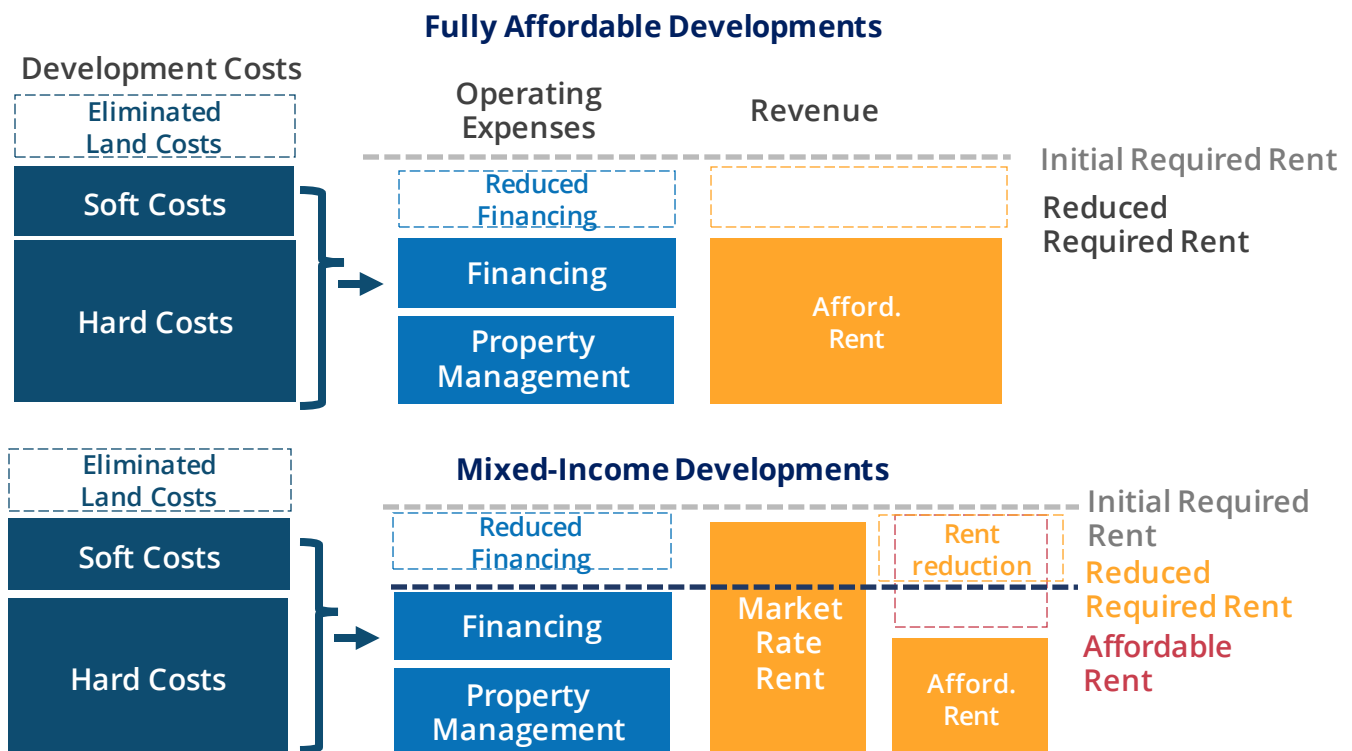 Fully Affordable Developments
Development Costs
Eliminated
Land Costs
Soft Costs
Hard Costs
Operating
Expenses
Reduced
Financing
Financing
Property
Management
Revenue
Afford.
Rent
Initial Required Rent
Reduced
Required Rent
Mixed-Income Developments
Eliminated
Land Costs
Soft Costs
Hard Costs
Reduced
Financing
Financing
Property
Management
Market
Rate
Rent
Rent
reduction
Afford.
Rent
Initial Required
Rent
Reduced
Required Rent
Affordable
Rent